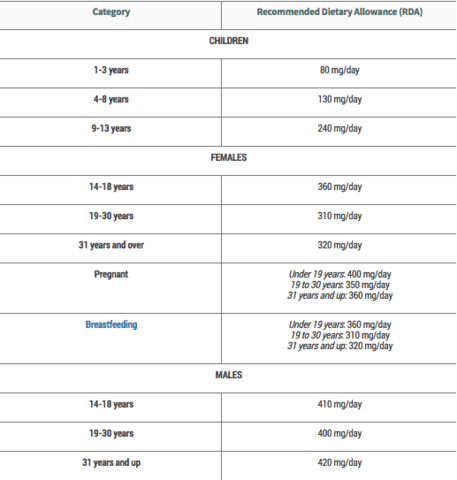 Category Recommended Dietary Allowance (RDA)
CHILDREN
1-3 years 80 mg/day
4-8 years 130 mg/day
9-13 years 240 mg/day
FEMALES
14-18 years 360 mg/day
19-30 years 310 mg/day
31 years and over 320 mg/day
Pregnant Under 19 years: 400 mg/day
19 to 30 years: 350 mg/day
31 years and up: 360 mg/day
Breastfeeding Under 19 years: 360 mg/day
19 to 30 years: 310 mg/day
31 years and up: 320 mg/day
MALES
14-18 years 410 mg/day
19-30 years 400 mg/day
31 years and up 420 mg/day